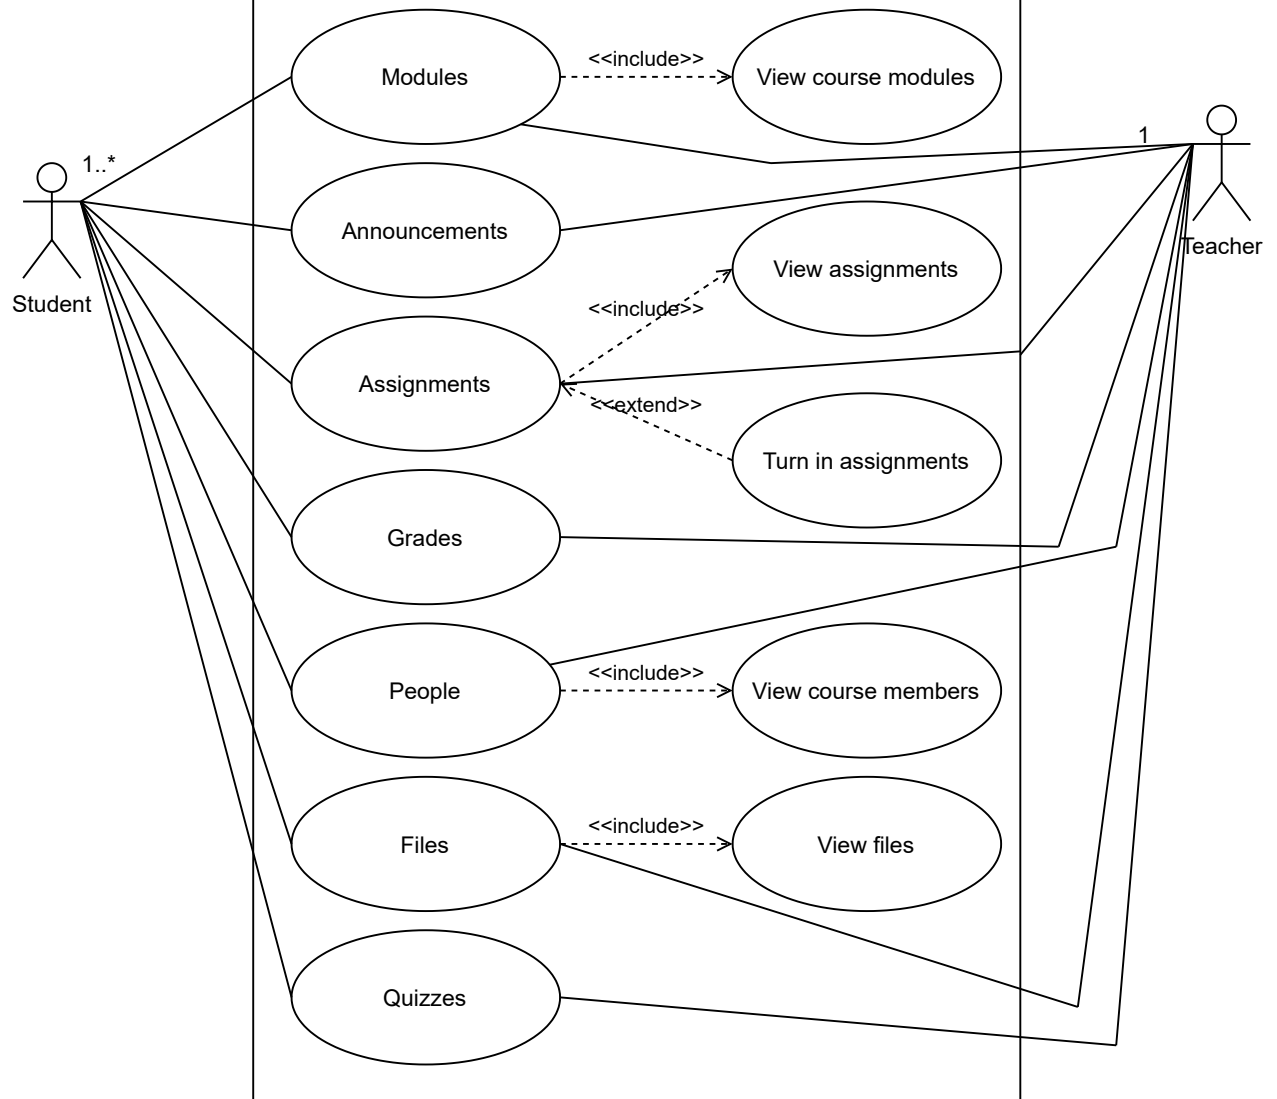 Modules
<<include>>
View course modules
1..*
1
Student
Teacher
Announcements
View assignments
<<include>>
Assignments
<<extend>>
Turn in assignments
Grades
People
<<include>>
View course members
Files
<<include>>
View files
Quizzes